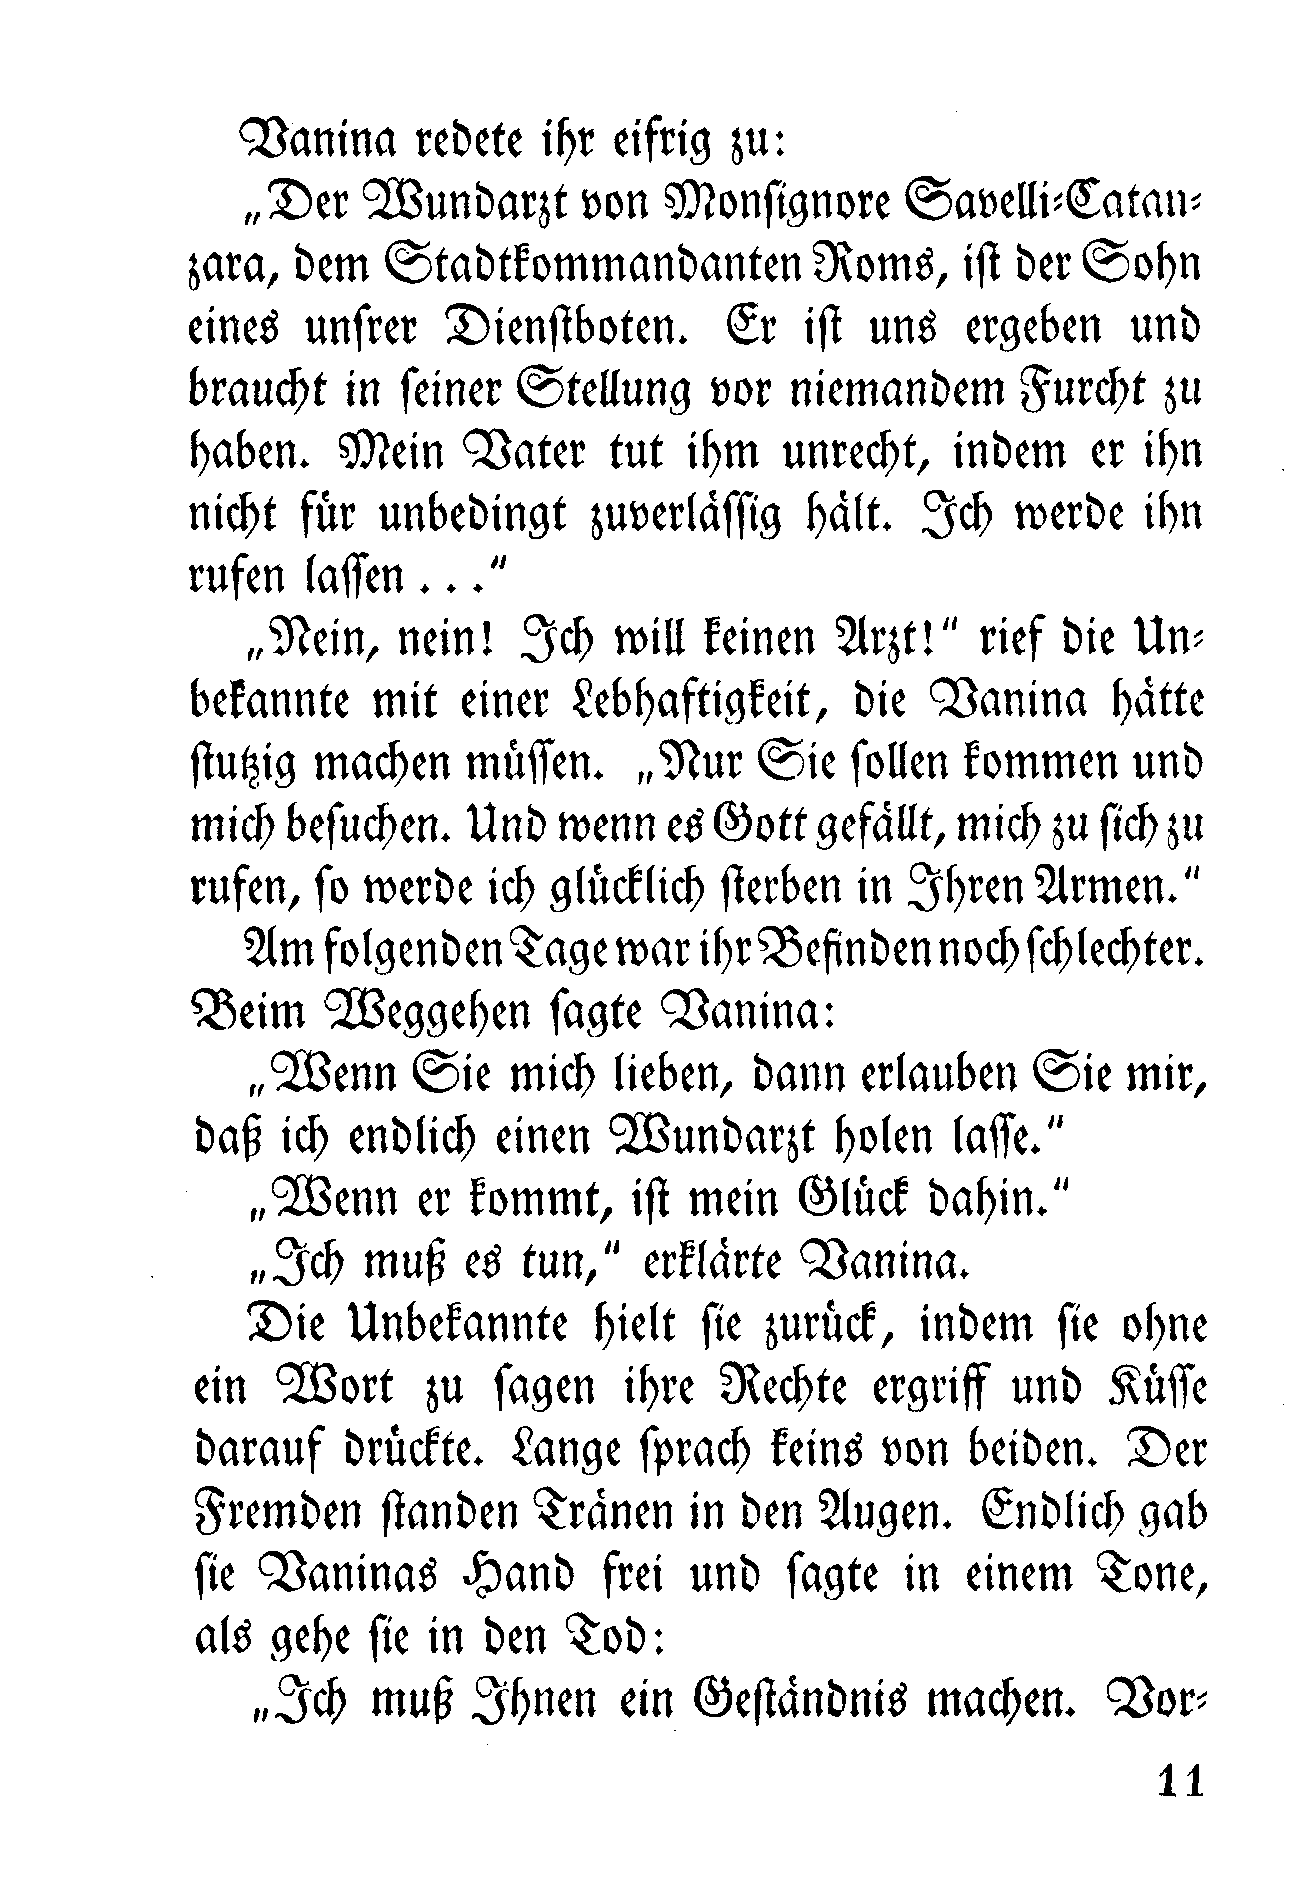 Vanina redete ihr eifrig zu:
„Der Wundarzt von Monsignore Savelli-Catan-
zara, dem Stadtkommandanten Roms, ist der Sohn
eines unsrer Dienstboten. Er ist uns ergeben und
braucht in seiner Stellung vor niemandem Furcht zu
haben. Mein Vater tut ihm unrecht, indem er ihn
nicht für unbedingt zuverlässig hält. Ich werde ihn
rufen lassen . . .“
„Nein, nein! Ich will keinen Arzt!“ rief die Un-
bekannte mit einer Lebhaftigkeit, die Vanina hätte
stutzig machen müssen. „Nur Sie sollen kommen und
mich besuchen. Und wenn es Gott gefällt, mich zu sich zu
rufen, so werde ich glücklich sterben in Ihren Armen.“
Am folgenden Tage war ihr Befinden noch schlechter.
Beim Weggehen sagte Vanina:
„Wenn Sie mich lieben, dann erlauben Sie mir,
daß ich endlich einen Wundarzt holen lasse.“
„Wenn er kommt, ist mein Glück dahin.“
„Ich muß es tun,“ erklärte Vanina.
Die Unbekannte hielt sie zurück, indem sie ohne
ein Wort zu sagen ihre Rechte ergriff und Küsse
darauf drückte. Lange sprach keins von beiden. Der
Fremden standen Tränen in den Augen. Endlich gab
sie Vaninas Hand frei und sagte in einem Tone,
als gehe sie in den Tod:
„Ich muß Ihnen ein Geständnis machen. Vor-
11